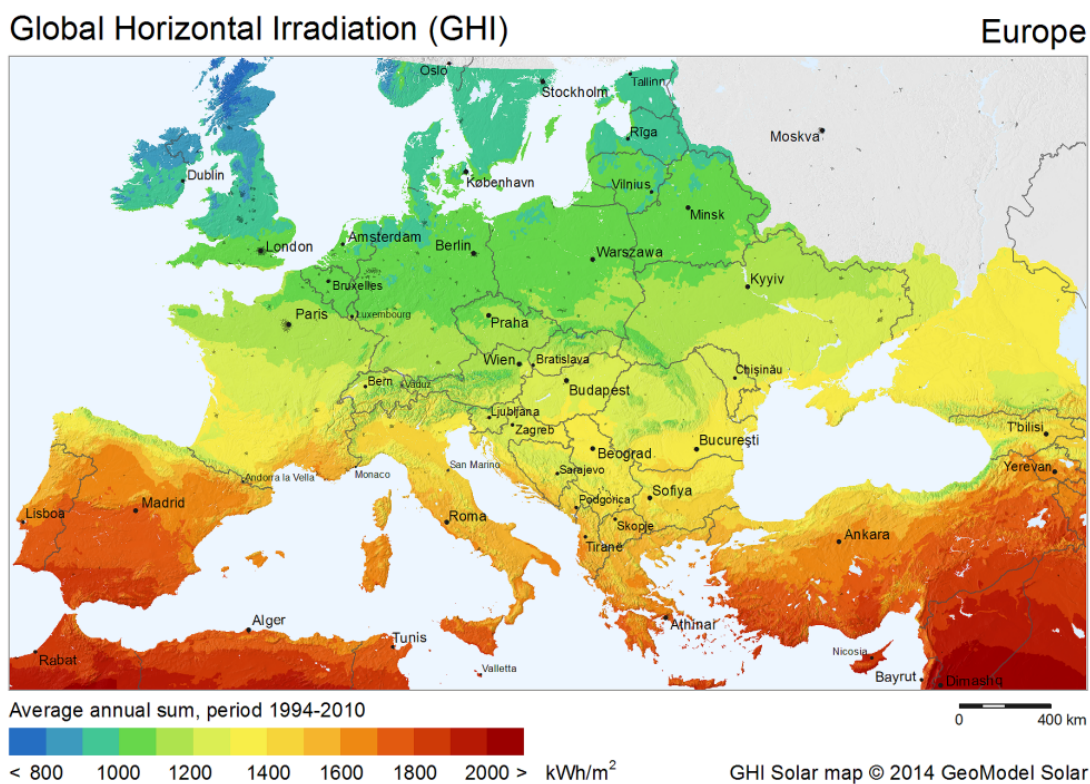 Global Horizontal Irradiation (GHI)
Europe
Oslo
Stockholm
Tallinn
Rīga
Moskva
Dublin
København
Vilnius
Minsk
London
Amsterdam
Berlin
Warszawa
Bruxelles
Kyyiv
Paris
Luxembourg
Praha
Wien
Bratislava
Chişinău
Bern
Vaduz
Budapest
Ljubljana
Zagreb
T'bilisi
Beograd
Bucureşti
San Marino
Monaco
Andorra la Vella
Sarajevo
Yerevan
Madrid
Podgorica
Sofiya
Lisboa
Roma
Skopje
Ankara
Tiranë
Alger
Athínai
Tunis
Nicosia
Rabat
Valletta
Bayrut
Dimashq
Average annual sum, period 1994-2010
0 400 km
< 800 1000 1200 1400 1600 1800 2000 > kWh/m²
GHI Solar map © 2014 GeoModel Solar